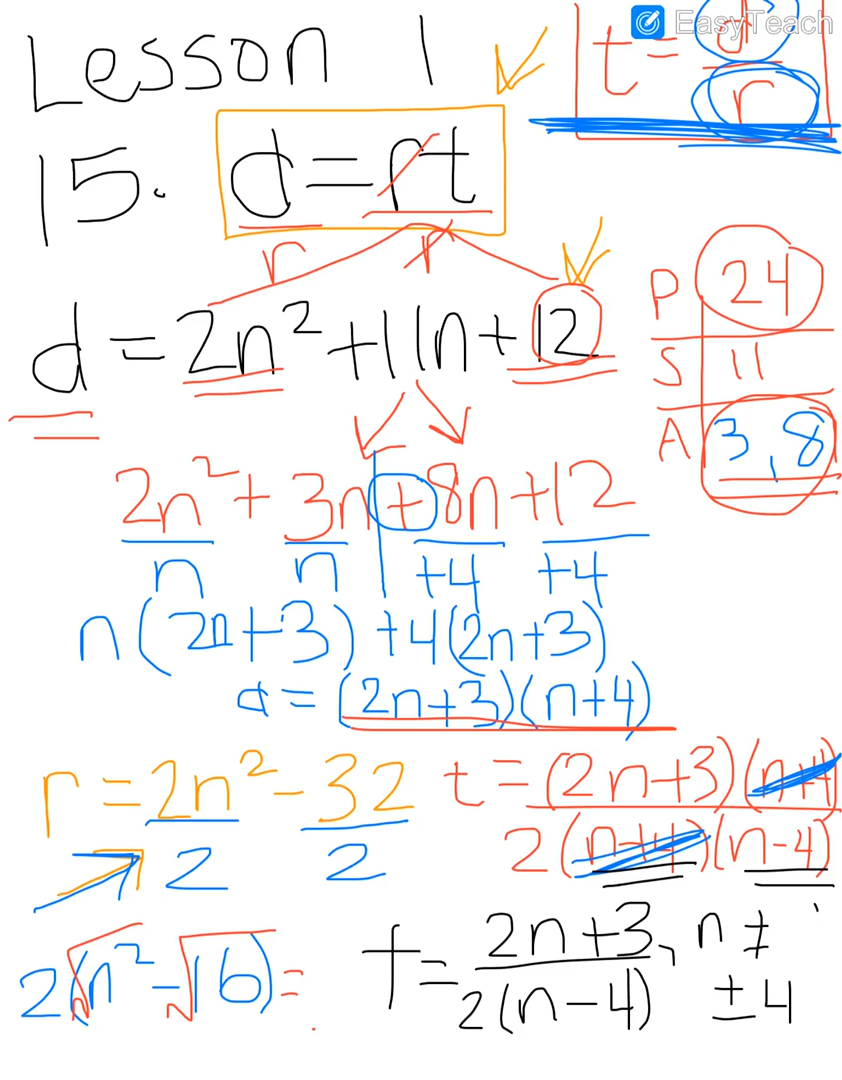 EasyTeach
Lesson 1
t = d/r
15. d = rt
r r
d = 2n² + 11n + 12
P 24
S 11
A 3, 8
2n² + 3n + 8n + 12
n n +4 +4
n(2n+3) +4(2n+3)
d = (2n+3)(n+4)
r = 2n² - 32
2 2
t = (2n+3)(n+4)
2(n+4)(n-4)
2(√n² - √16) =
t = 2n+3, n ≠
2(n-4) ±4